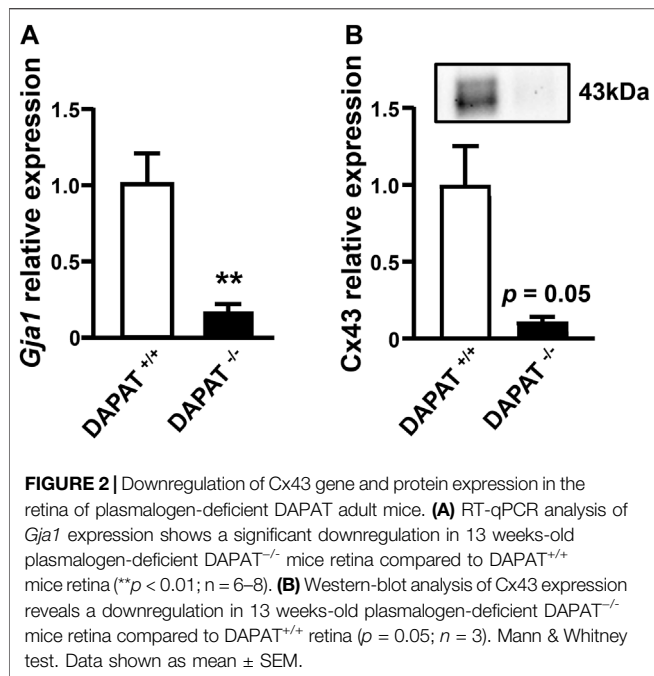 A
Gja1 relative expression
1.5
1.0
0.5
0
**
DAPAT +/+
DAPAT -/-
B
Cx43 relative expression
43kDa
1.5
1.0
0.5
0
p = 0.05
DAPAT +/+
DAPAT -/-
FIGURE 2 | Downregulation of Cx43 gene and protein expression in the
retina of plasmalogen-deficient DAPAT adult mice. (A) RT-qPCR analysis of
Gja1 expression shows a significant downregulation in 13 weeks-old
plasmalogen-deficient DAPAT−/− mice retina compared to DAPAT+/+
mice retina (**p < 0.01; n = 6–8). (B) Western-blot analysis of Cx43 expression
reveals a downregulation in 13 weeks-old plasmalogen-deficient DAPAT−/−
mice retina compared to DAPAT+/+ retina (p = 0.05; n = 3). Mann & Whitney
test. Data shown as mean ± SEM.